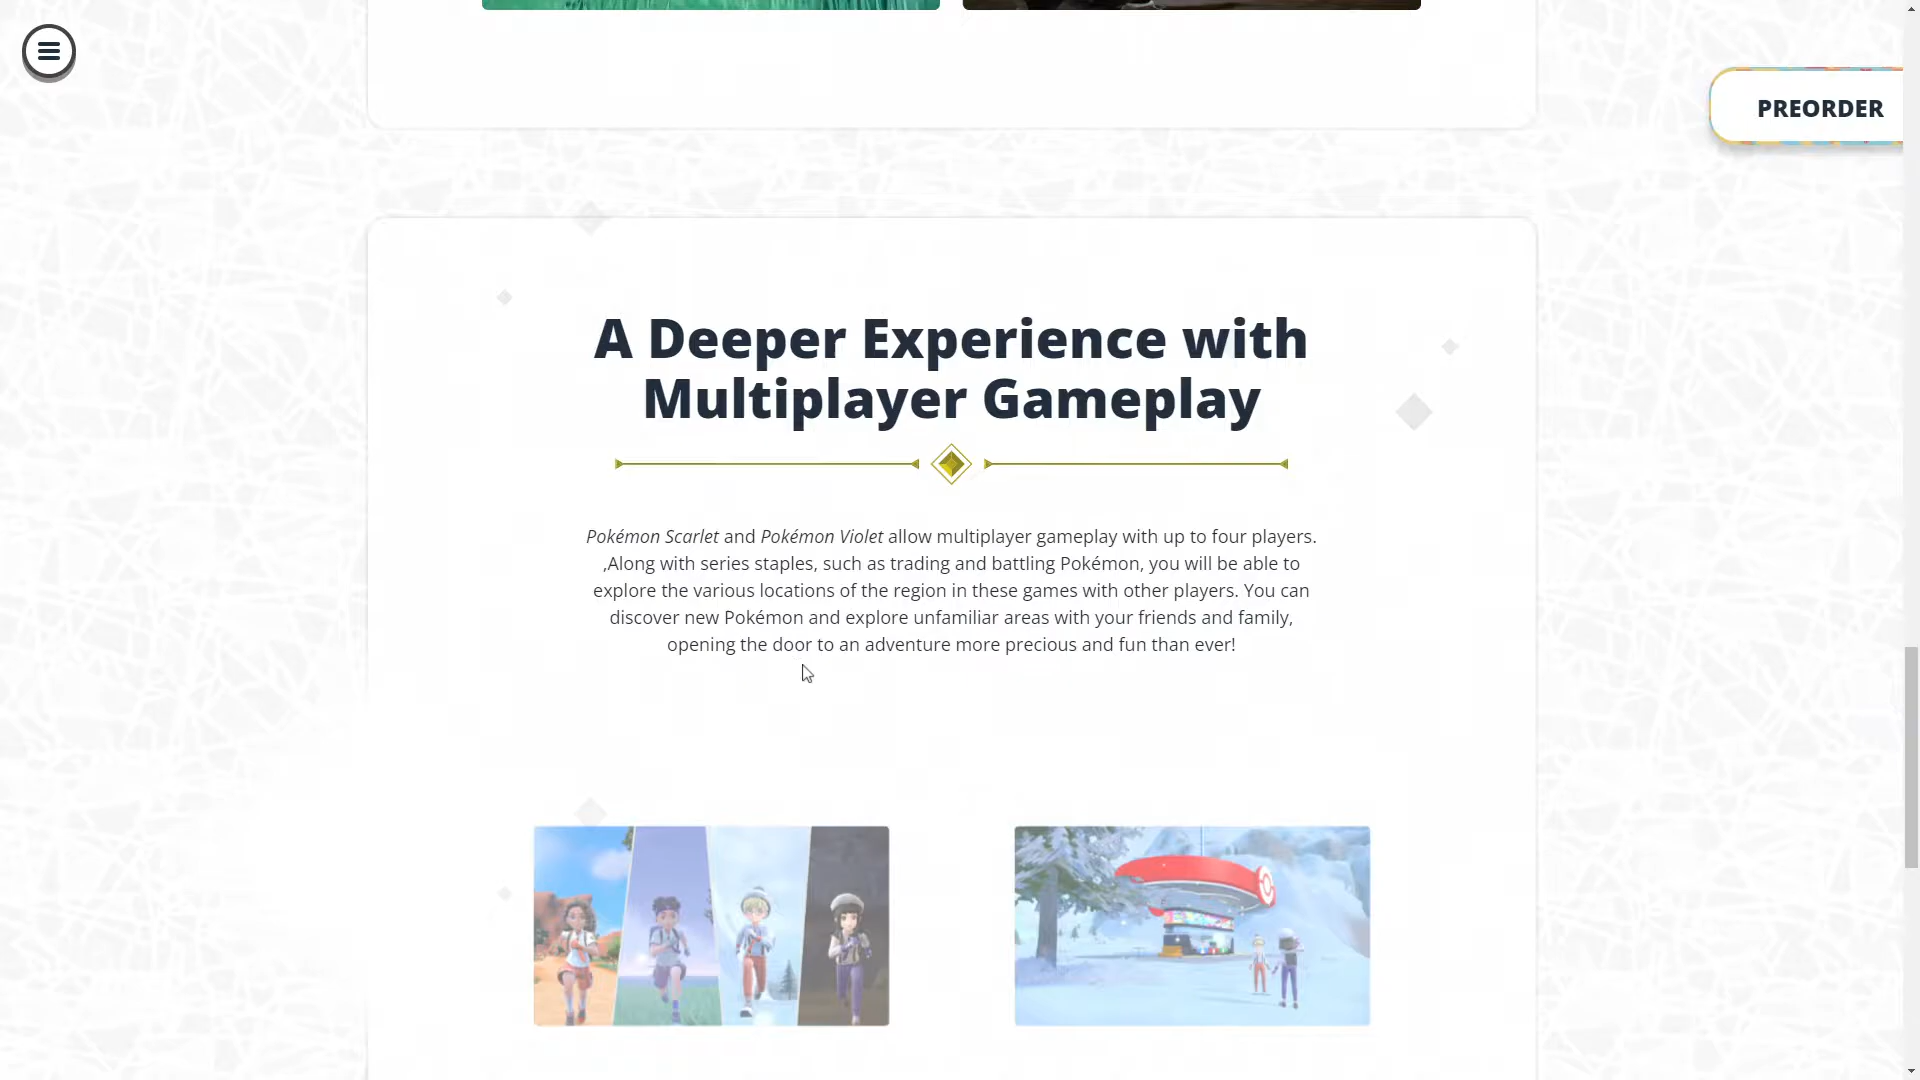 PREORDER
A Deeper Experience with
Multiplayer Gameplay
Pokémon Scarlet and Pokémon Violet allow multiplayer gameplay with up to four players.
,Along with series staples, such as trading and battling Pokémon, you will be able to
explore the various locations of the region in these games with other players. You can
discover new Pokémon and explore unfamiliar areas with your friends and family,
opening the door to an adventure more precious and fun than ever!